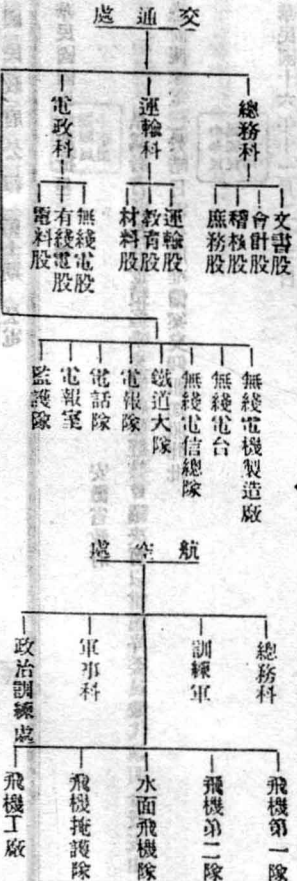 交通處
總務科
運輸科
電政科
文書股
會計股
稽核股
庶務股
運輸股
教育股
材料股
無綫電股
有綫電股
電料股
無綫電機製造廠
無綫電台
無綫電信總隊
鐵道大隊
電報隊
電話隊
電報室
監護隊
航空處
總務科
訓練軍
軍事科
政治訓練處
飛機第一隊
飛機第二隊
水面飛機隊
飛機掩護隊
飛機工廠